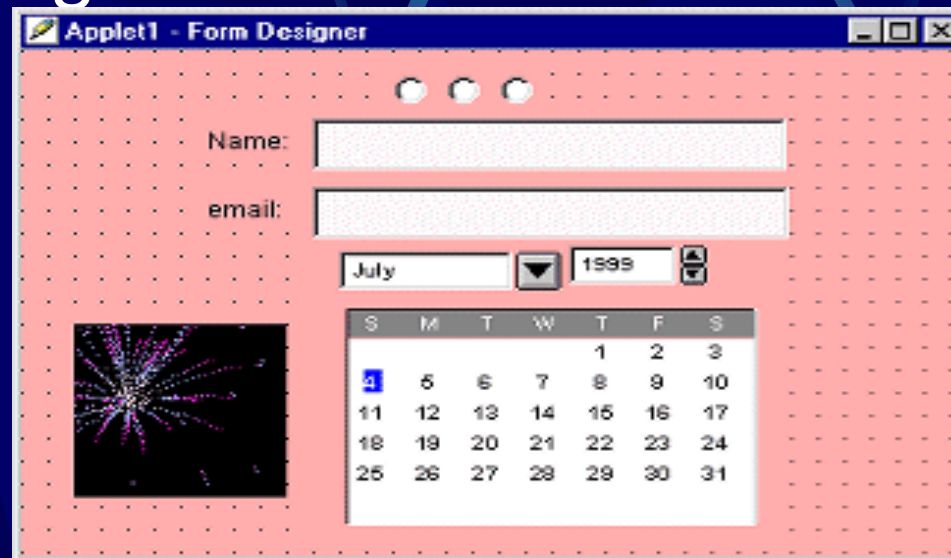 Applet1 - Form Designer
Name:
email:
July 1999
S M T W T F S
1 2 3
4 5 6 7 8 9 10
11 12 13 14 15 16 17
18 19 20 21 22 23 24
25 26 27 28 29 30 31